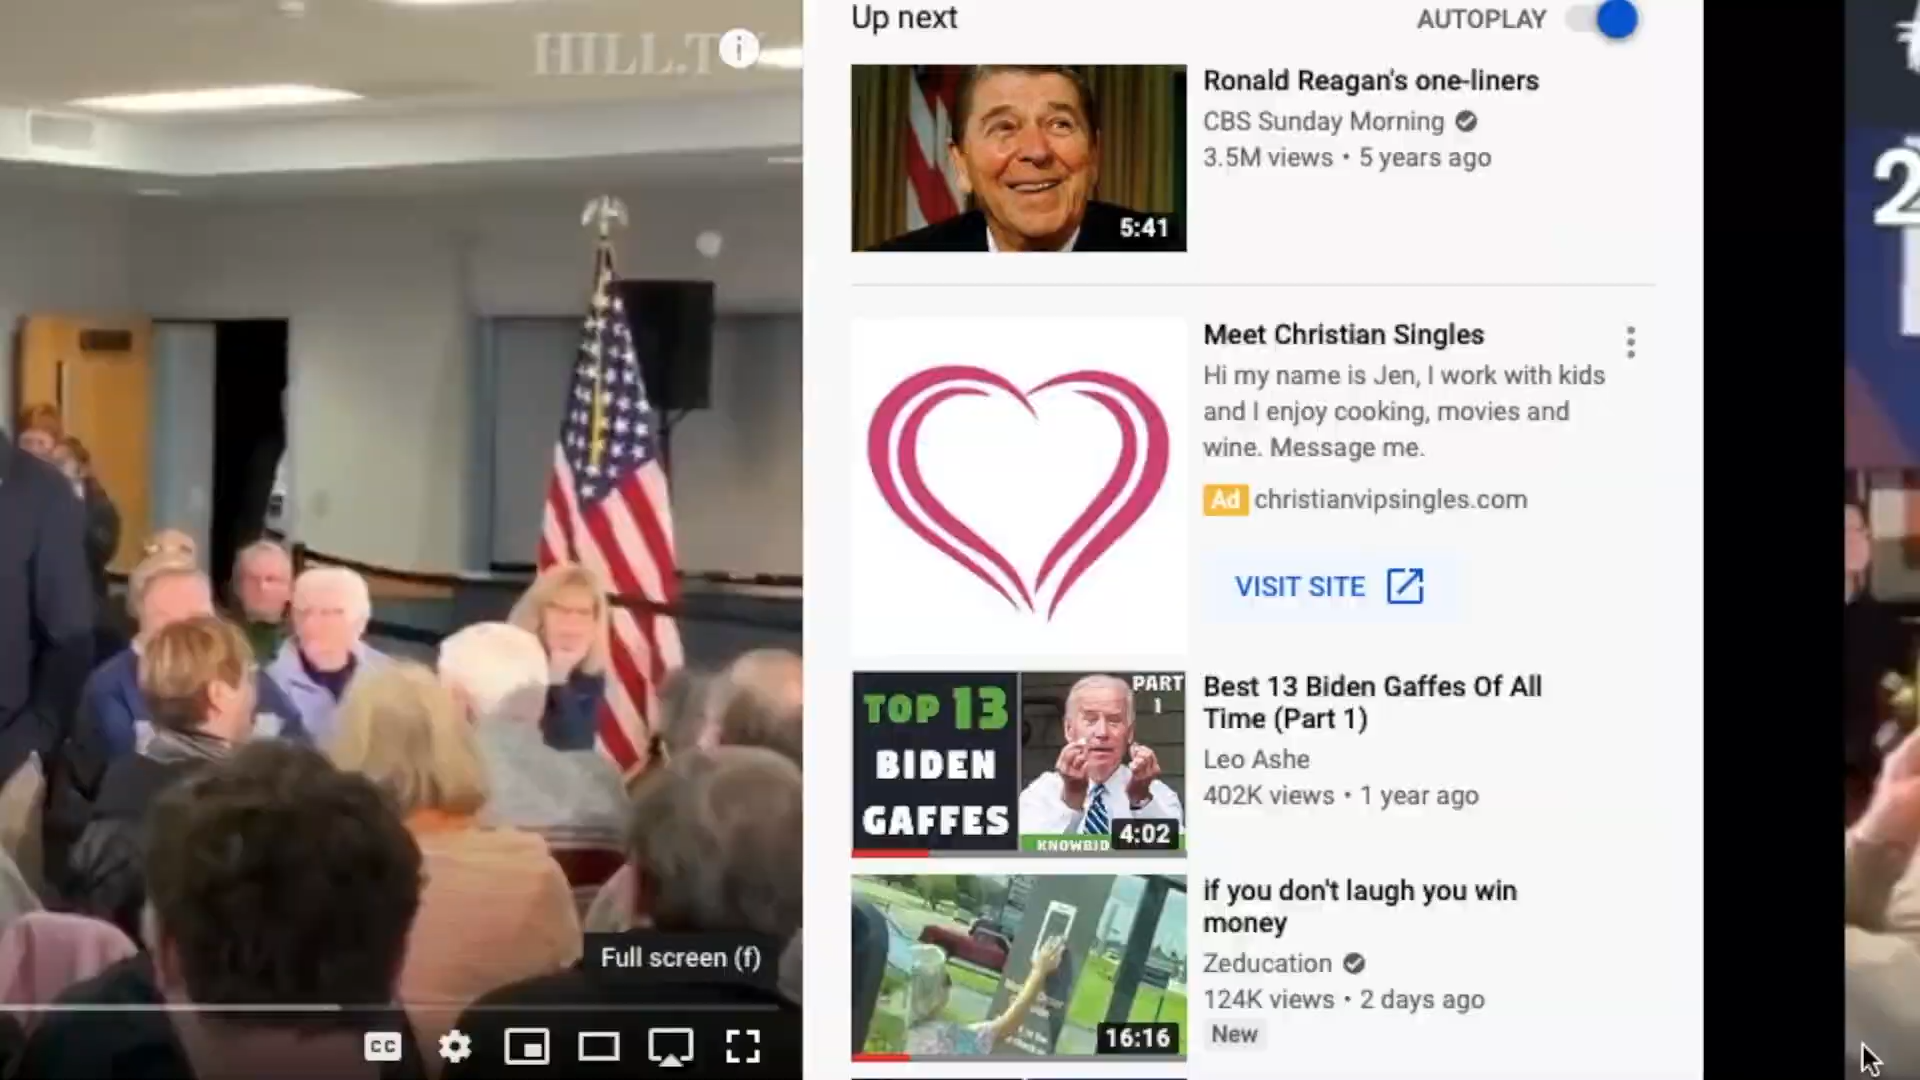 HILL.T
Up next
AUTOPLAY
Ronald Reagan's one-liners
CBS Sunday Morning
3.5M views • 5 years ago
5:41
Meet Christian Singles
Hi my name is Jen, I work with kids
and I enjoy cooking, movies and
wine. Message me.
Ad christianvipsingles.com
VISIT SITE
TOP 13
BIDEN
GAFFES
PART
1
KNOWBID
4:02
Best 13 Biden Gaffes Of All
Time (Part 1)
Leo Ashe
402K views • 1 year ago
if you don't laugh you win
money
Zeducation
124K views • 2 days ago
New
16:16
Full screen (f)
CC
2